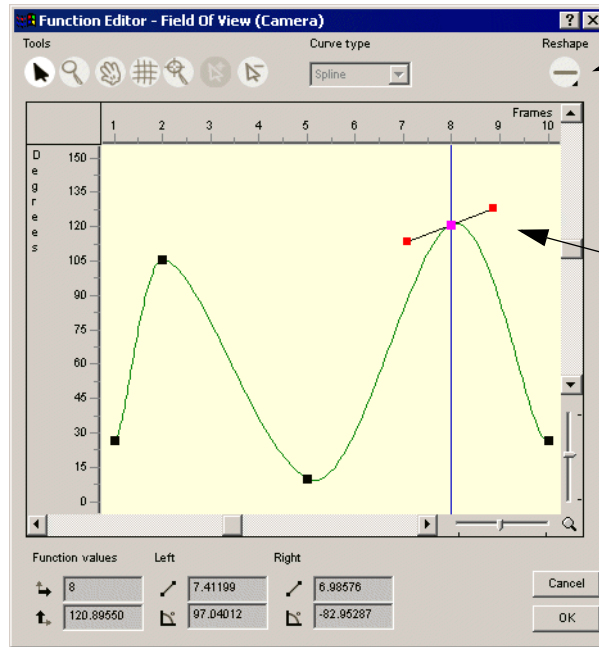 Function Editor - Field Of View (Camera)
Tools
Curve type
Reshape
Spline
Frames
1 2 3 4 5 6 7 8 9 10
Degrees
150
135
120
105
90
75
60
45
30
15
0
Function values Left Right
8 7.41199 6.98576
120.89550 97.04012 -82.95287
Cancel
OK